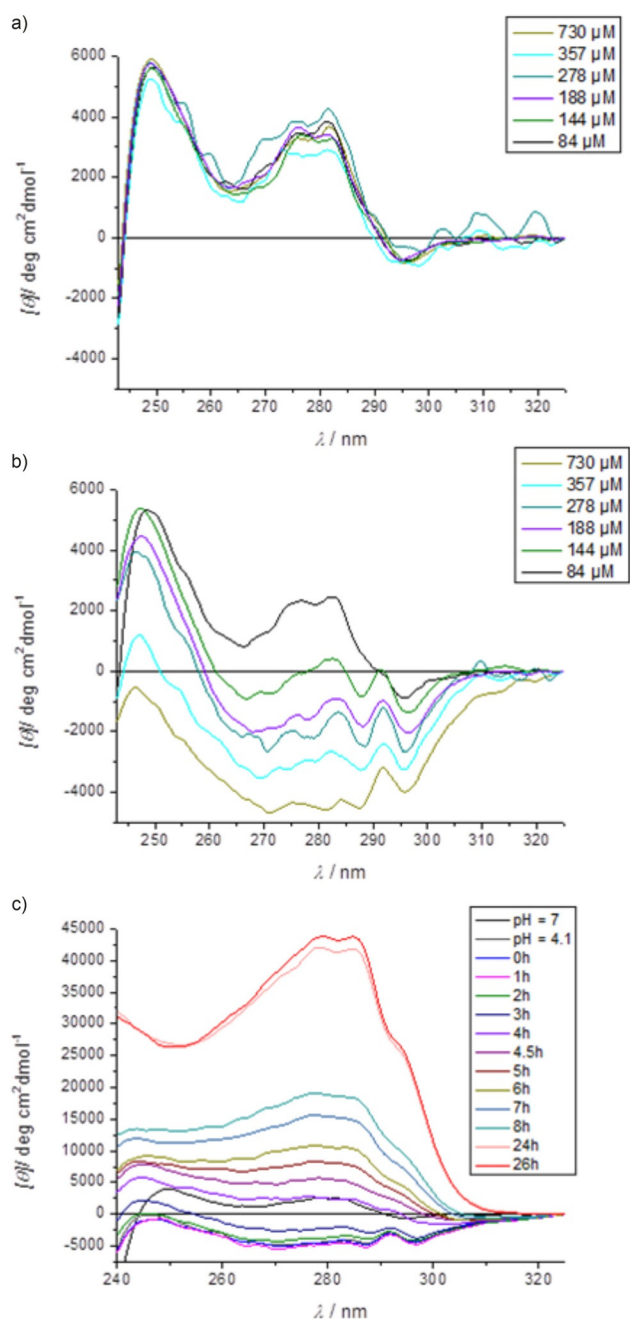 a)
730 µM
357 µM
278 µM
188 µM
144 µM
84 µM
6000
4000
2000
0
-2000
-4000
[θ]/ deg cm²dmol⁻¹
250 260 270 280 290 300 310 320
λ / nm
b)
730 µM
357 µM
278 µM
188 µM
144 µM
84 µM
6000
4000
2000
0
-2000
-4000
[θ]/ deg cm²dmol⁻¹
250 260 270 280 290 300 310 320
λ / nm
c)
pH = 7
pH = 4.1
0h
1h
2h
3h
4h
4.5h
5h
6h
7h
8h
24h
26h
45000
40000
35000
30000
25000
20000
15000
10000
5000
0
-5000
[θ]/ deg cm²dmol⁻¹
240 260 280 300 320
λ / nm